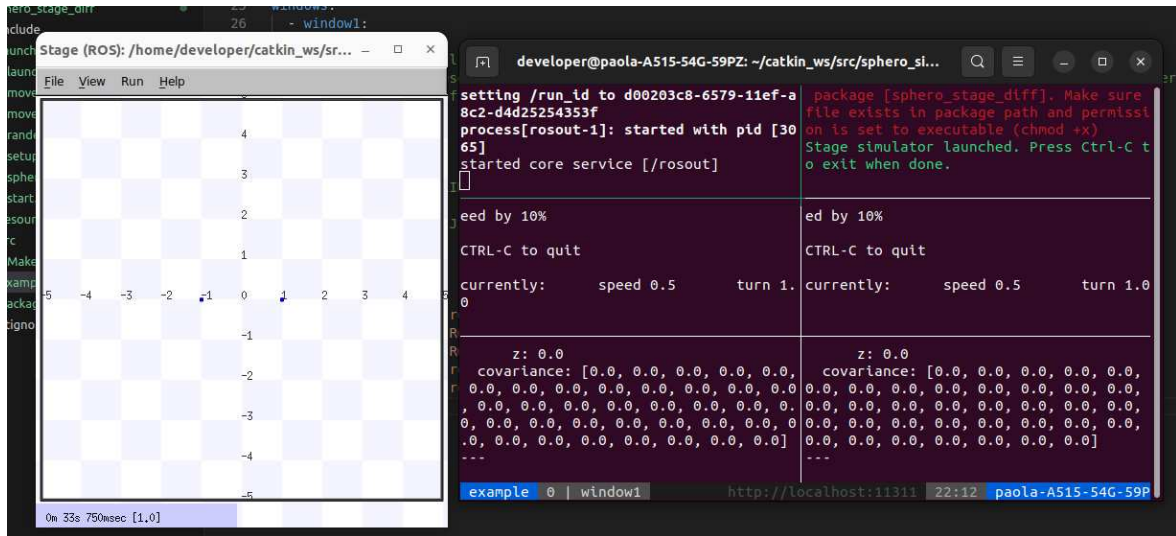 hero_stage_diff
25 windows:
26 - window1:
Stage (ROS): /home/developer/catkin_ws/sr...
File View Run Help
4
3
2
1
-5 -4 -3 -2 -1 0 1 2 3 4 5
-1
-2
-3
-4
-5
0m 33s 750msec [1.0]
developer@paola-A515-54G-59PZ: ~/catkin_ws/src/sphero_si...
setting /run_id to d00203c8-6579-11ef-a
8c2-d4d25254353f
process[rosout-1]: started with pid [30
65]
started core service [/rosout]
package [sphero_stage_diff]. Make sure
file exists in package path and permissi
on is set to executable (chmod +x)
Stage simulator launched. Press Ctrl-C t
o exit when done.
eed by 10%
CTRL-C to quit
currently: speed 0.5 turn 1.
0
ed by 10%
CTRL-C to quit
currently: speed 0.5 turn 1.0
z: 0.0
covariance: [0.0, 0.0, 0.0, 0.0, 0.0,
0.0, 0.0, 0.0, 0.0, 0.0, 0.0, 0.0, 0.0
, 0.0, 0.0, 0.0, 0.0, 0.0, 0.0, 0.0, 0.
0, 0.0, 0.0, 0.0, 0.0, 0.0, 0.0, 0.0, 0
.0, 0.0, 0.0, 0.0, 0.0, 0.0, 0.0]
---
z: 0.0
covariance: [0.0, 0.0, 0.0, 0.0, 0.0,
0.0, 0.0, 0.0, 0.0, 0.0, 0.0, 0.0, 0.0,
0.0, 0.0, 0.0, 0.0, 0.0, 0.0, 0.0, 0.0,
0.0, 0.0, 0.0, 0.0, 0.0, 0.0, 0.0, 0.0,
0.0, 0.0, 0.0, 0.0, 0.0, 0.0, 0.0]
---
example 0 | window1 http://localhost:11311 22:12 paola-A515-54G-59P